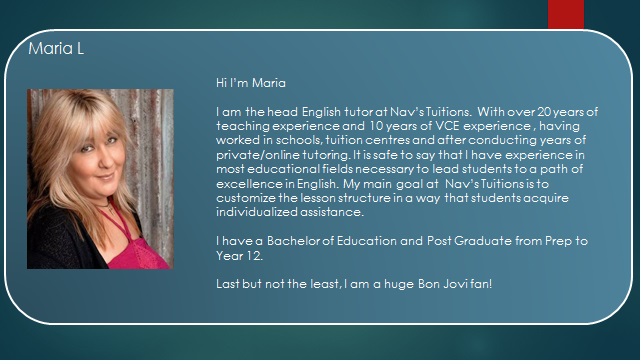 Maria L
Hi I'm Maria
I am the head English tutor at Nav's Tuitions. With over 20 years of
teaching experience and 10 years of VCE experience , having
worked in schools, tuition centres and after conducting years of
private/online tutoring. It is safe to say that I have experience in
most educational fields necessary to lead students to a path of
excellence in English. My main goal at Nav's Tuitions is to
customize the lesson structure in a way that students acquire
individualized assistance.
I have a Bachelor of Education and Post Graduate from Prep to
Year 12.
Last but not the least, I am a huge Bon Jovi fan!